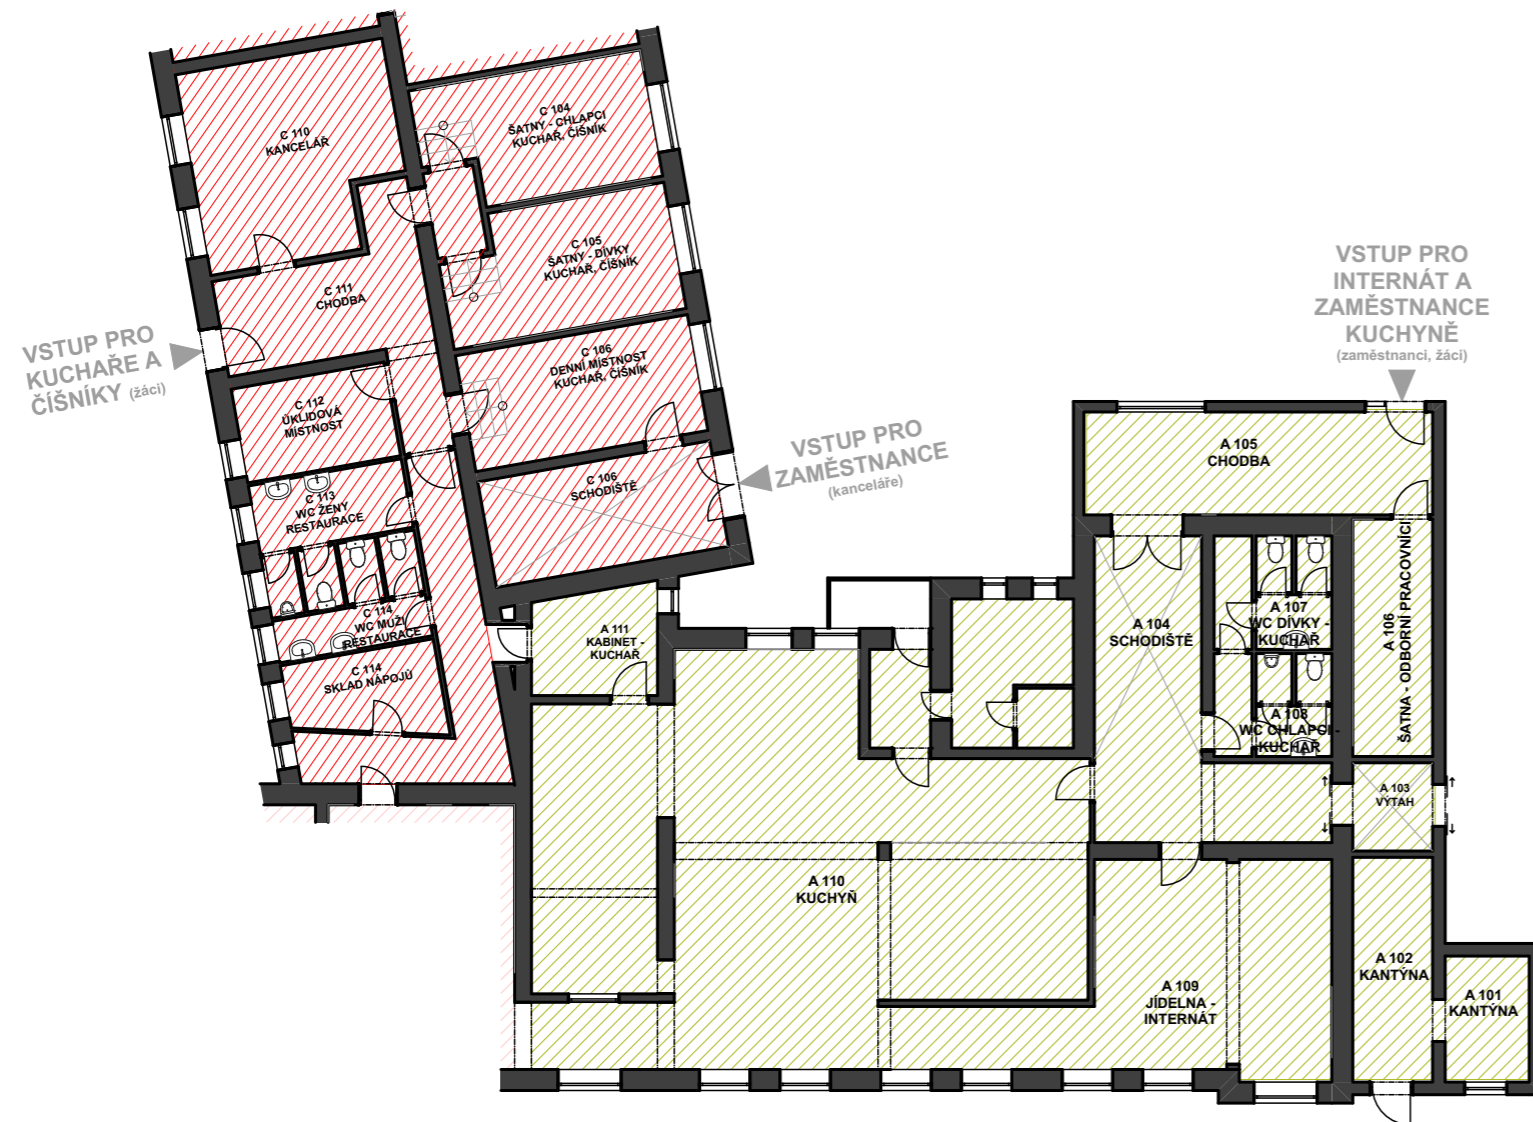 C 110
KANCELÁŘ
C 104
ŠATNY - CHLAPCI
KUCHAŘ, ČÍŠNÍK
C 105
ŠATNY - DÍVKY
KUCHAŘ, ČÍŠNÍK
C 111
CHODBA
VSTUP PRO
KUCHAŘE A
ČÍŠNÍKY (žáci)
C 106
DENNÍ MÍSTNOST
KUCHAŘ, ČÍŠNÍK
C 112
ÚKLIDOVÁ
MÍSTNOST
C 106
SCHODIŠTĚ
VSTUP PRO
ZAMĚSTNANCE
(kanceláře)
C 113
WC ŽENY
RESTAURACE
C 114
WC MUŽI
RESTAURACE
C 114
SKLAD NÁPOJŮ
VSTUP PRO
INTERNÁT A
ZAMĚSTNANCE
KUCHYNĚ
(zaměstnanci, žáci)
A 105
CHODBA
A 111
KABINET -
KUCHAŘ
A 104
SCHODIŠTĚ
A 107
WC DÍVKY -
KUCHAŘ
A 106
ŠATNA - ODBORNÍ PRACOVNÍCI
A 108
WC CHLAPCI -
KUCHAŘ
A 103
VÝTAH
A 110
KUCHYŇ
A 109
JÍDELNA -
INTERNÁT
A 102
KANTÝNA
A 101
KANTÝNA